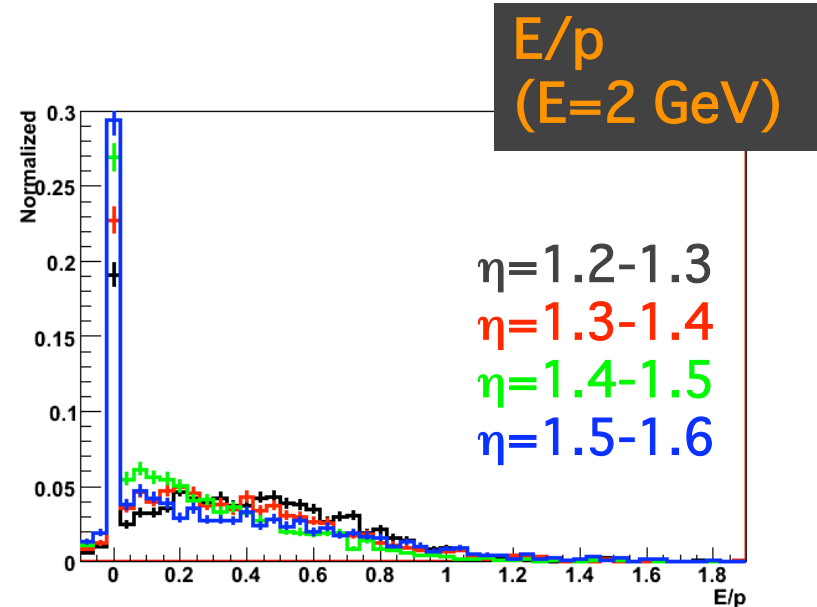 E/p
(E=2 GeV)
Normalized
0.3
0.25
0.2
0.15
0.1
0.05
0
η=1.2-1.3
η=1.3-1.4
η=1.4-1.5
η=1.5-1.6
0 0.2 0.4 0.6 0.8 1 1.2 1.4 1.6 1.8
E/p